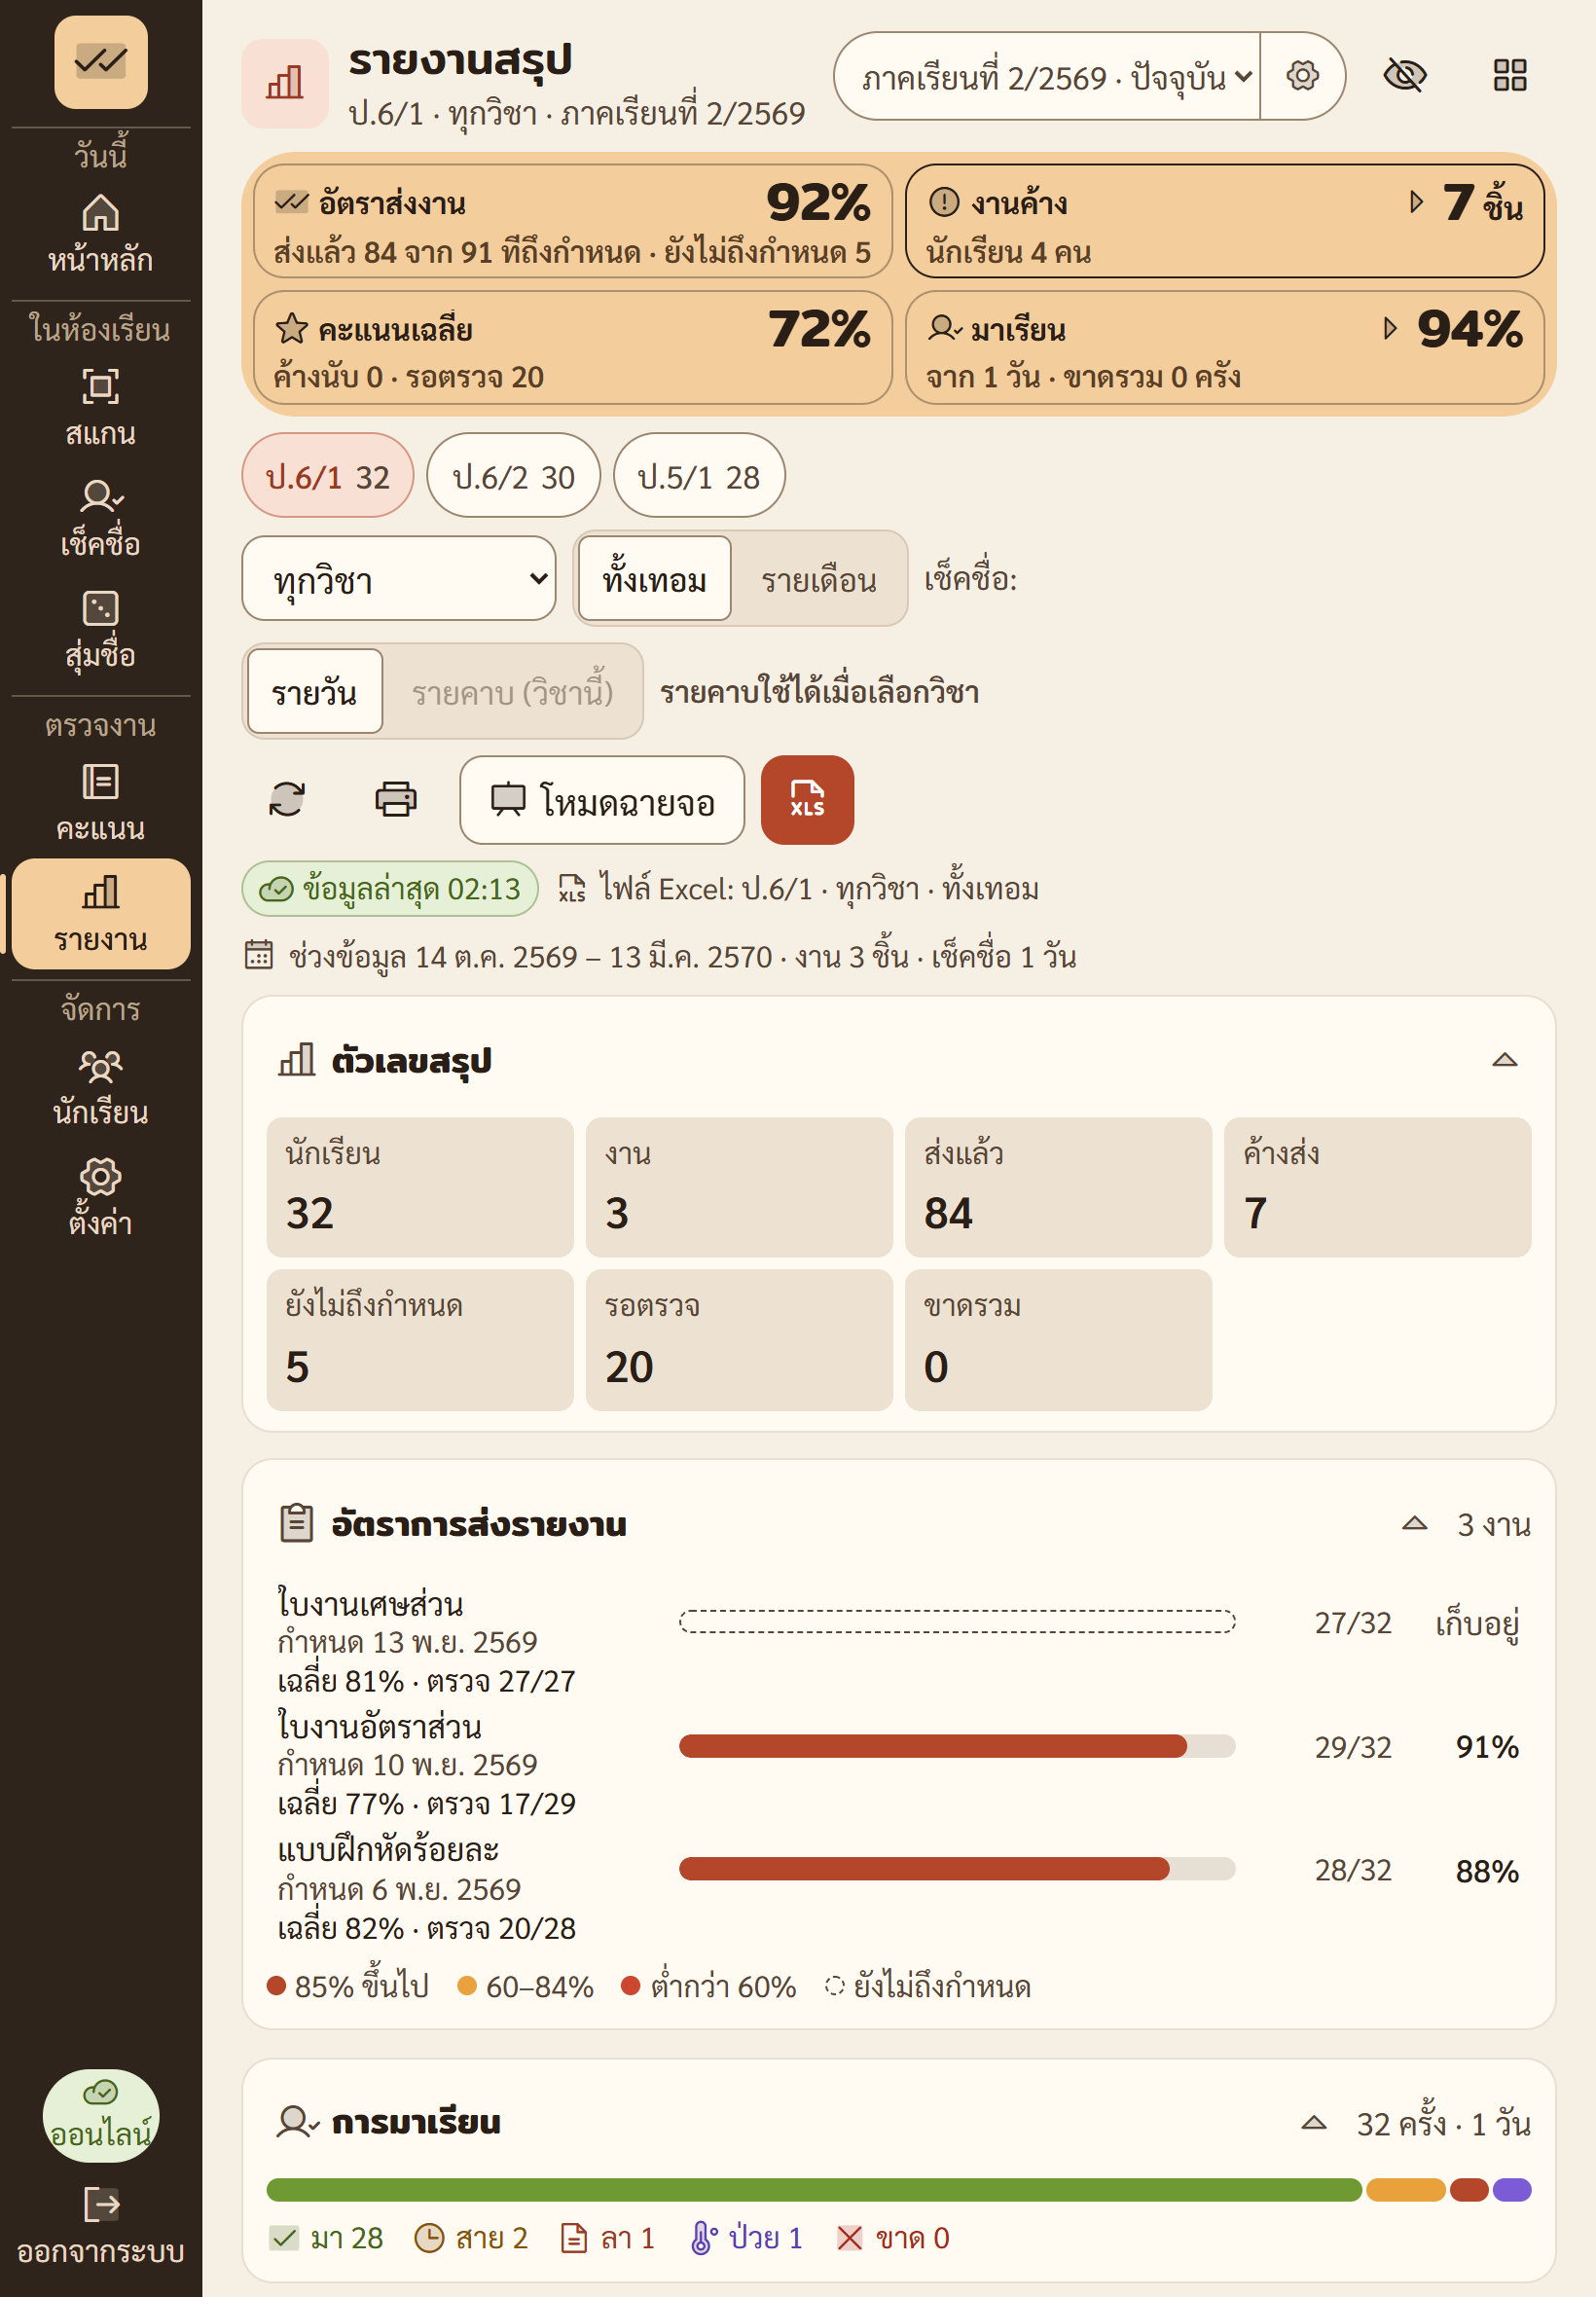 วันนี้
หน้าหลัก
ในห้องเรียน
สแกน
เช็คชื่อ
สุ่มชื่อ
ตรวจงาน
คะแนน
รายงาน
จัดการ
นักเรียน
ตั้งค่า
ออนไลน์
ออกจากระบบ
รายงานสรุป
ป.6/1 · ทุกวิชา · ภาคเรียนที่ 2/2569
ภาคเรียนที่ 2/2569 · ปัจจุบัน
อัตราส่งงาน 92%
ส่งแล้ว 84 จาก 91 ที่ถึงกำหนด · ยังไม่ถึงกำหนด 5
งานค้าง 7 ชิ้น
นักเรียน 4 คน
คะแนนเฉลี่ย 72%
ค้างนับ 0 · รอตรวจ 20
มาเรียน 94%
จาก 1 วัน · ขาดรวม 0 ครั้ง
ป.6/1 32
ป.6/2 30
ป.5/1 28
ทุกวิชา
ทั้งเทอม
รายเดือน
เช็คชื่อ:
รายวัน
รายคาบ (วิชานี้)
รายคาบใช้ได้เมื่อเลือกวิชา
โหมดฉายจอ
XLS
ข้อมูลล่าสุด 02:13
XLS ไฟล์ Excel: ป.6/1 · ทุกวิชา · ทั้งเทอม
ช่วงข้อมูล 14 ต.ค. 2569 – 13 มี.ค. 2570 · งาน 3 ชิ้น · เช็คชื่อ 1 วัน
ตัวเลขสรุป
นักเรียน
32
งาน
3
ส่งแล้ว
84
ค้างส่ง
7
ยังไม่ถึงกำหนด
5
รอตรวจ
20
ขาดรวม
0
อัตราการส่งรายงาน
3 งาน
ใบงานเศษส่วน
กำหนด 13 พ.ย. 2569
เฉลี่ย 81% · ตรวจ 27/27
27/32 เก็บอยู่
ใบงานอัตราส่วน
กำหนด 10 พ.ย. 2569
เฉลี่ย 77% · ตรวจ 17/29
29/32 91%
แบบฝึกหัดร้อยละ
กำหนด 6 พ.ย. 2569
เฉลี่ย 82% · ตรวจ 20/28
28/32 88%
85% ขึ้นไป 60–84% ต่ำกว่า 60% ยังไม่ถึงกำหนด
การมาเรียน
32 ครั้ง · 1 วัน
มา 28 สาย 2 ลา 1 ป่วย 1 ขาด 0